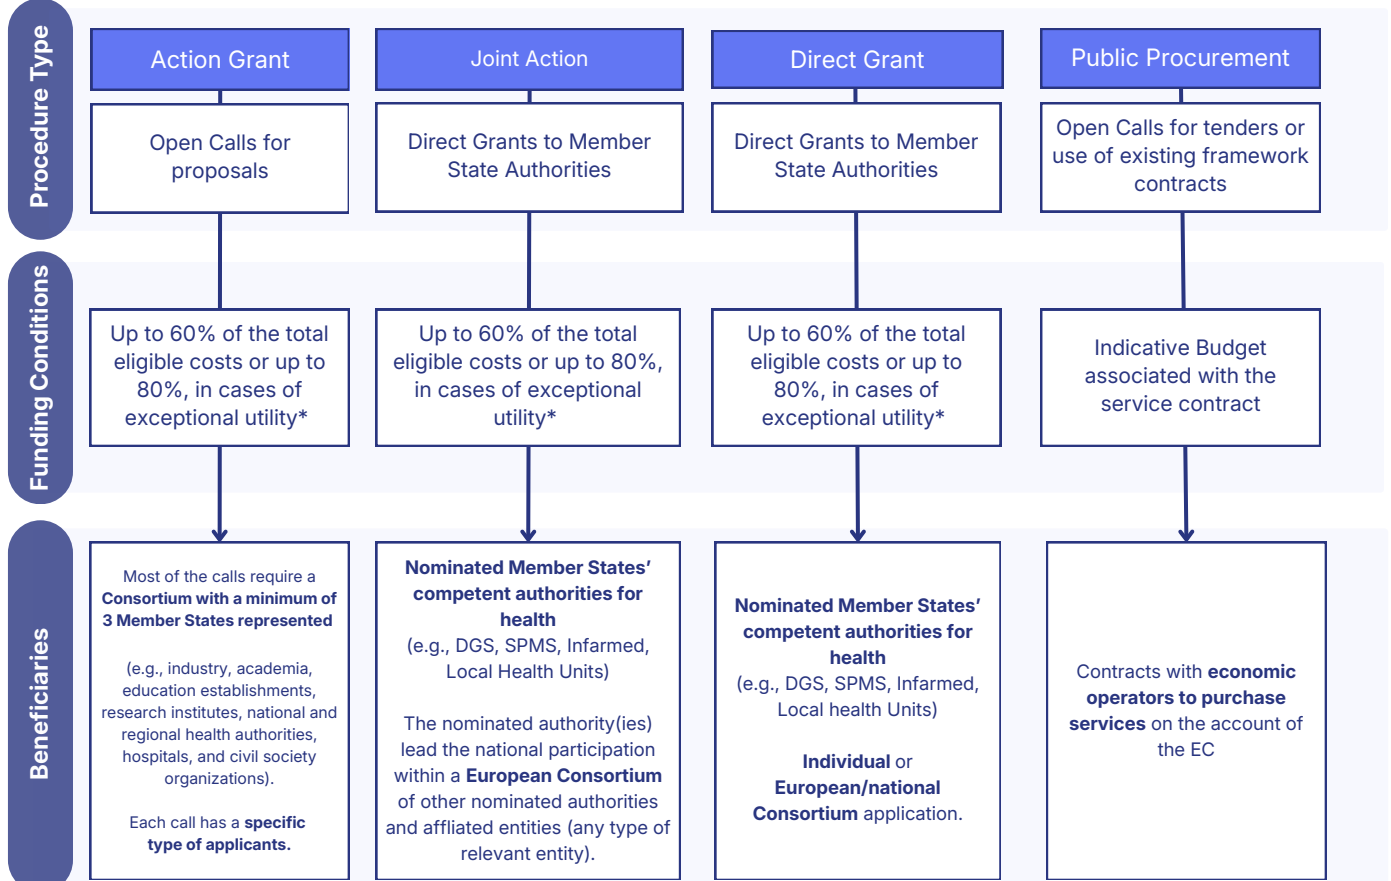 Procedure Type
Action Grant
Joint Action
Direct Grant
Public Procurement
Open Calls for
proposals
Direct Grants to Member
State Authorities
Direct Grants to Member
State Authorities
Open Calls for tenders or
use of existing framework
contracts
Funding Conditions
Up to 60% of the total
eligible costs or up to
80%, in cases of
exceptional utility*
Up to 60% of the total
eligible costs or up to 80%,
in cases of exceptional
utility*
Up to 60% of the total
eligible costs or up to
80%, in cases of
exceptional utility*
Indicative Budget
associated with the
service contract
Beneficiaries
Most of the calls require a
Consortium with a minimum of
3 Member States represented
(e.g., industry, academia,
education establishments,
research institutes, national and
regional health authorities,
hospitals, and civil society
organizations).
Each call has a specific
type of applicants.
Nominated Member States’
competent authorities for
health
(e.g., DGS, SPMS, Infarmed,
Local Health Units)
The nominated authority(ies)
lead the national participation
within a European Consortium
of other nominated authorities
and affliated entities (any type of
relevant entity).
Nominated Member States’
competent authorities for
health
(e.g., DGS, SPMS, Infarmed,
Local health Units)
Individual or
European/national
Consortium application.
Contracts with economic
operators to purchase
services on the account of
the EC